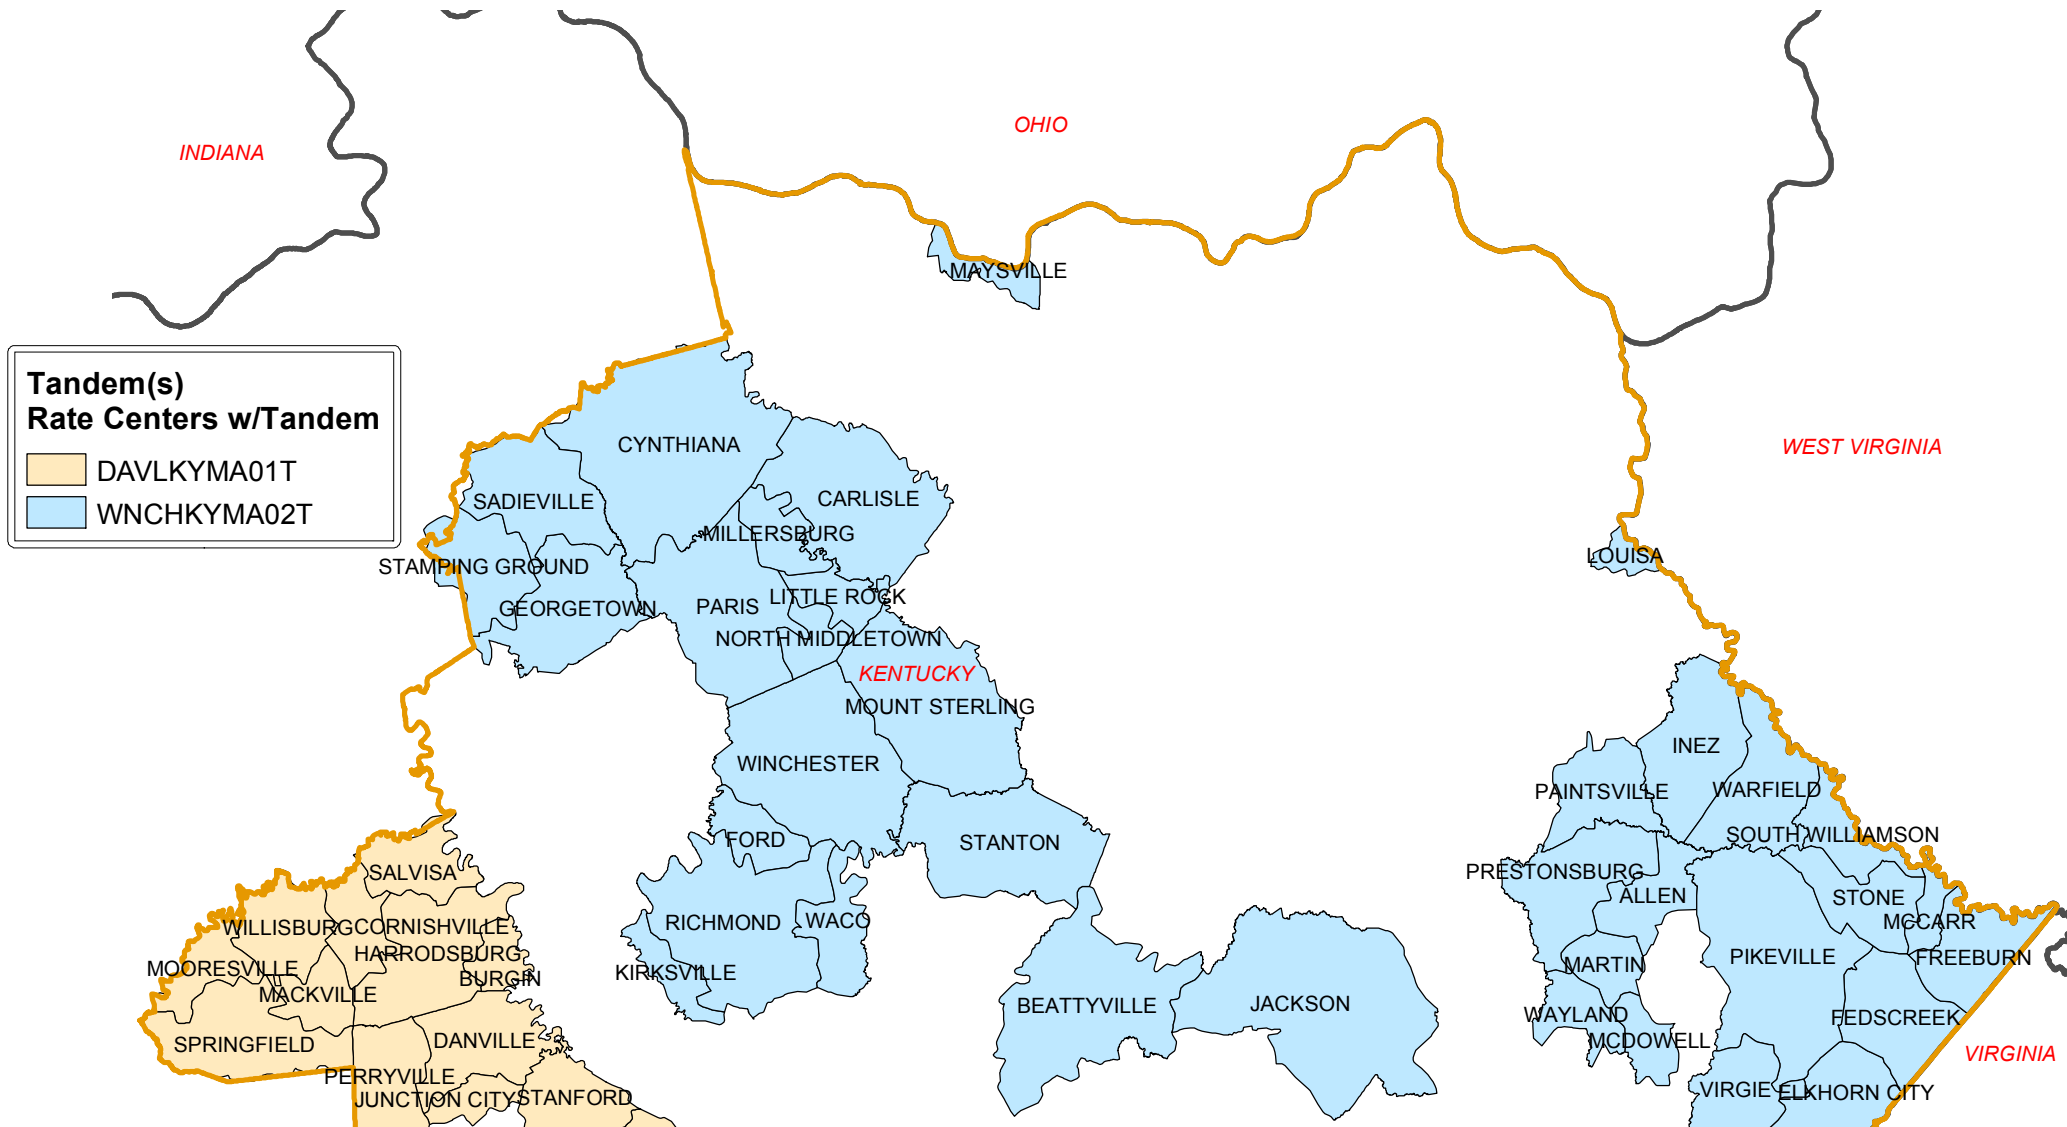 OHIO
INDIANA
MAYSVILLE
Tandem(s)
Rate Centers w/Tandem
DAVLKYMA01T
WNCHKYMA02T
CYNTHIANA
WEST VIRGINIA
SADIEVILLE
CARLISLE
MILLERSBURG
LOUISA
STAMPING GROUND
LITTLE ROCK
GEORGETOWN
PARIS
NORTH MIDDLETOWN
KENTUCKY
MOUNT STERLING
INEZ
WINCHESTER
PAINTSVILLE
WARFIELD
SOUTH WILLIAMSON
FORD
STANTON
SALVISA
PRESTONSBURG
ALLEN
STONE
MCCARR
RICHMOND
WACO
WILLISBURG
CORNISHVILLE
HARRODSBURG
PIKEVILLE
FREEBURN
MOORESVILLE
BURGIN
KIRKSVILLE
MARTIN
MACKVILLE
BEATTYVILLE
JACKSON
WAYLAND
FEDSCREEK
SPRINGFIELD
DANVILLE
MCDOWELL
VIRGINIA
PERRYVILLE
JUNCTION CITY
STANFORD
VIRGIE
ELKHORN CITY